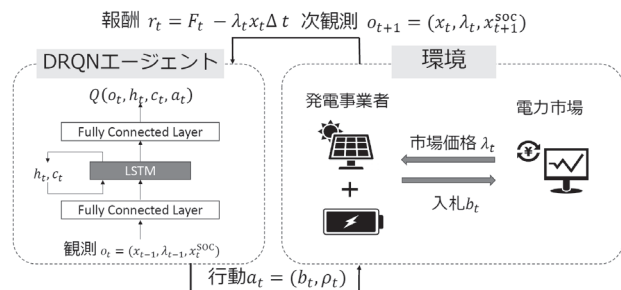 報酬 $r_t = F_t - \lambda_t x_t \Delta t$ 次観測 $o_{t+1} = (x_t, \lambda_t, x_{t+1}^{\mathrm{soc}})$
DRQNエージェント
$Q(o_t, h_t, c_t, a_t)$
Fully Connected Layer
LSTM
$h_t, c_t$
Fully Connected Layer
観測 $o_t = (x_{t-1}, \lambda_{t-1}, x_t^{\mathrm{SOC}})$
環境
発電事業者
電力市場
市場価格 $\lambda_t$
¥
入札$b_t$
+
行動$a_t = (b_t, \rho_t)$